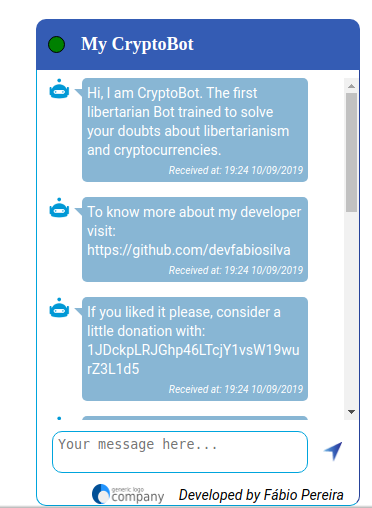 My CryptoBot
Hi, I am CryptoBot. The first
libertarian Bot trained to solve
your doubts about libertarianism
and cryptocurrencies.
Received at: 19:24 10/09/2019
To know more about my developer
visit:
https://github.com/devfabiosilva
Received at: 19:24 10/09/2019
If you liked it please, consider a
little donation with:
1JDckpLRJGhp46LTcjY1vsW19wu
rZ3L1d5
Received at: 19:24 10/09/2019
Your message here...
generic logo
company
Developed by Fábio Pereira